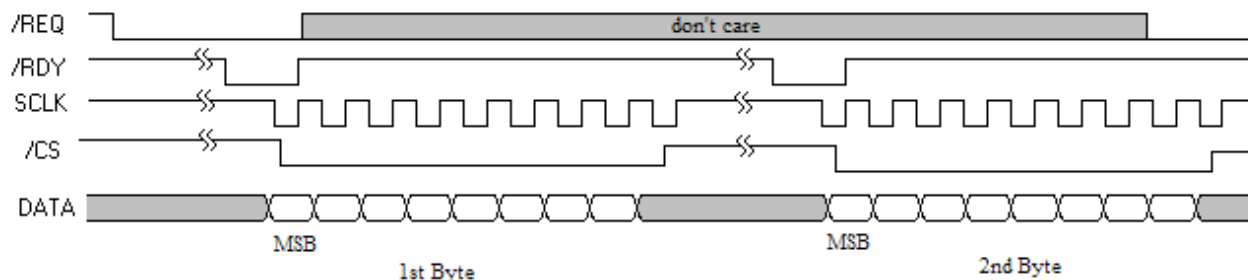 /REQ
don't care
/RDY
SCLK
/CS
DATA
MSB
MSB
1st Byte
2nd Byte